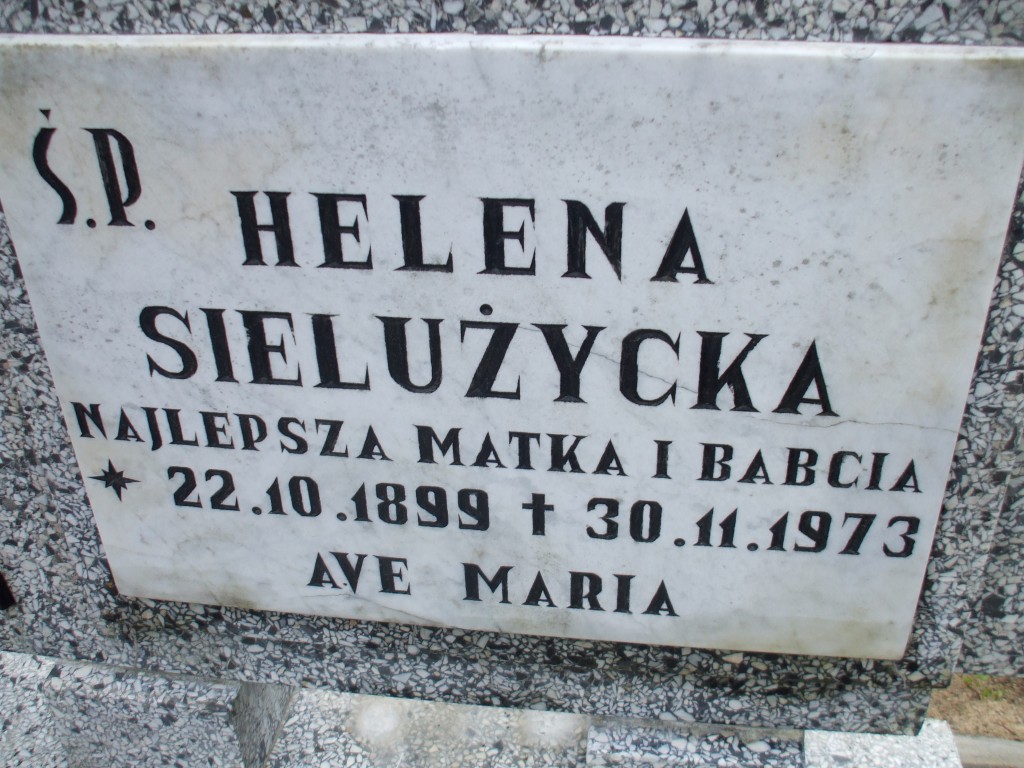 Ś.P.
HELENA
SIELUŻYCKA
NAJLEPSZA MATKA I BABCIA
22.10.1899 ✝ 30.11.1973
AVE MARIA